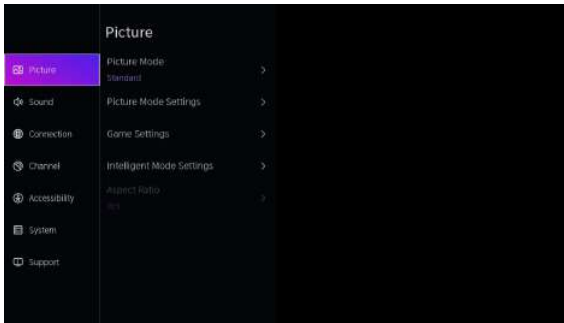 Picture
Picture
Sound
Connection
Channel
Accessibility
System
Support
Picture Mode
Standard
Picture Mode Settings
Game Settings
Intelligent Mode Settings
Aspect Ratio